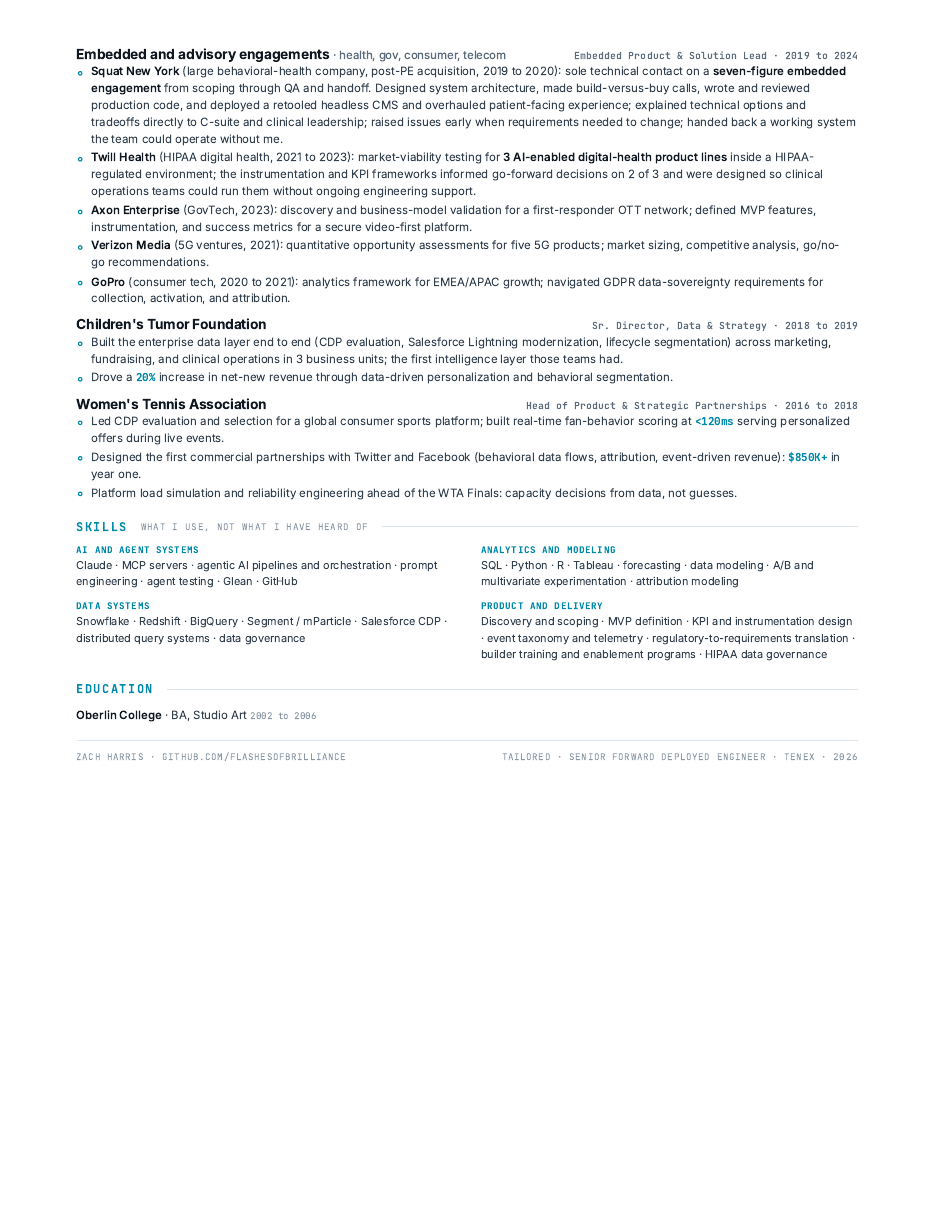 Embedded and advisory engagements · health, gov, consumer, telecom Embedded Product & Solution Lead · 2019 to 2024
Squat New York (large behavioral-health company, post-PE acquisition, 2019 to 2020): sole technical contact on a seven-figure embedded
engagement from scoping through QA and handoff. Designed system architecture, made build-versus-buy calls, wrote and reviewed
production code, and deployed a retooled headless CMS and overhauled patient-facing experience; explained technical options and
tradeoffs directly to C-suite and clinical leadership; raised issues early when requirements needed to change; handed back a working system
the team could operate without me.
Twill Health (HIPAA digital health, 2021 to 2023): market-viability testing for 3 AI-enabled digital-health product lines inside a HIPAA-
regulated environment; the instrumentation and KPI frameworks informed go-forward decisions on 2 of 3 and were designed so clinical
operations teams could run them without ongoing engineering support.
Axon Enterprise (GovTech, 2023): discovery and business-model validation for a first-responder OTT network; defined MVP features,
instrumentation, and success metrics for a secure video-first platform.
Verizon Media (5G ventures, 2021): quantitative opportunity assessments for five 5G products; market sizing, competitive analysis, go/no-
go recommendations.
GoPro (consumer tech, 2020 to 2021): analytics framework for EMEA/APAC growth; navigated GDPR data-sovereignty requirements for
collection, activation, and attribution.
Children's Tumor Foundation Sr. Director, Data & Strategy · 2018 to 2019
Built the enterprise data layer end to end (CDP evaluation, Salesforce Lightning modernization, lifecycle segmentation) across marketing,
fundraising, and clinical operations in 3 business units; the first intelligence layer those teams had.
Drove a 20% increase in net-new revenue through data-driven personalization and behavioral segmentation.
Women's Tennis Association Head of Product & Strategic Partnerships · 2016 to 2018
Led CDP evaluation and selection for a global consumer sports platform; built real-time fan-behavior scoring at <120ms serving personalized
offers during live events.
Designed the first commercial partnerships with Twitter and Facebook (behavioral data flows, attribution, event-driven revenue): $850K+ in
year one.
Platform load simulation and reliability engineering ahead of the WTA Finals: capacity decisions from data, not guesses.
SKILLS WHAT I USE, NOT WHAT I HAVE HEARD OF
AI AND AGENT SYSTEMS
Claude · MCP servers · agentic AI pipelines and orchestration · prompt
engineering · agent testing · Glean · GitHub
ANALYTICS AND MODELING
SQL · Python · R · Tableau · forecasting · data modeling · A/B and
multivariate experimentation · attribution modeling
DATA SYSTEMS
Snowflake · Redshift · BigQuery · Segment / mParticle · Salesforce CDP ·
distributed query systems · data governance
PRODUCT AND DELIVERY
Discovery and scoping · MVP definition · KPI and instrumentation design
· event taxonomy and telemetry · regulatory-to-requirements translation ·
builder training and enablement programs · HIPAA data governance
EDUCATION
Oberlin College · BA, Studio Art 2002 to 2006
ZACH HARRIS · GITHUB.COM/FLASHESOFBRILLIANCE TAILORED · SENIOR FORWARD DEPLOYED ENGINEER · TENEX · 2026